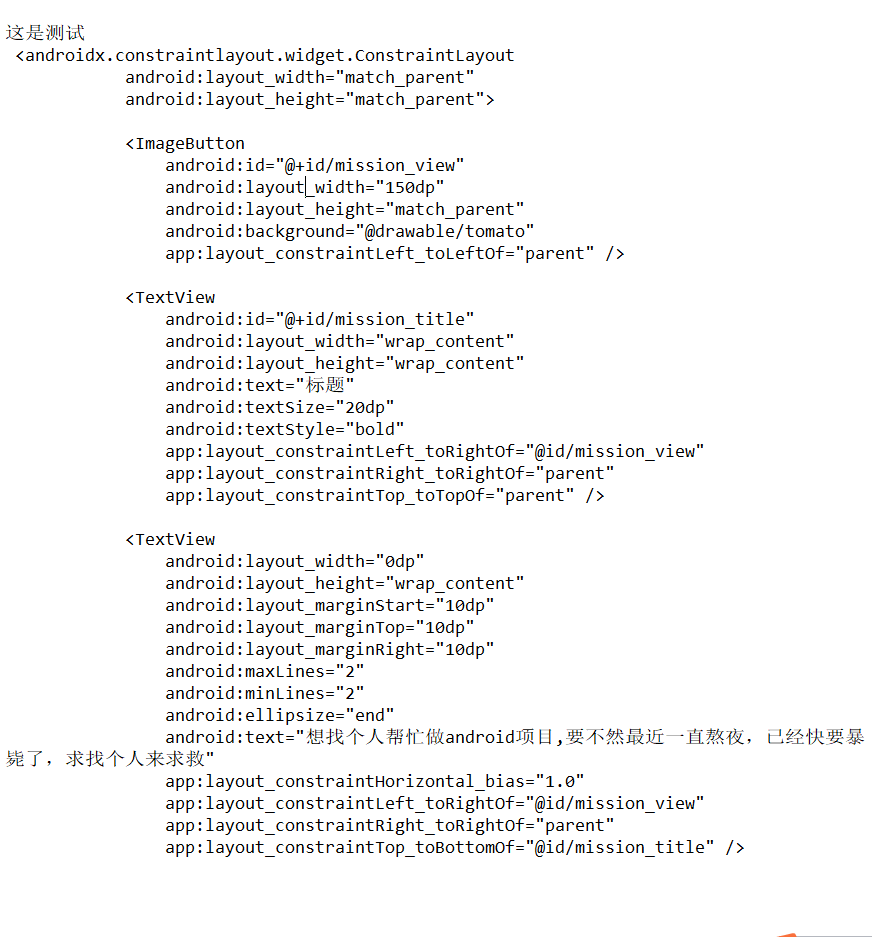 这是测试
<androidx.constraintlayout.widget.ConstraintLayout
android:layout_width="match_parent"
android:layout_height="match_parent">
<ImageButton
android:id="@+id/mission_view"
android:layout_width="150dp"
android:layout_height="match_parent"
android:background="@drawable/tomato"
app:layout_constraintLeft_toLeftOf="parent" />
<TextView
android:id="@+id/mission_title"
android:layout_width="wrap_content"
android:layout_height="wrap_content"
android:text="标题"
android:textSize="20dp"
android:textStyle="bold"
app:layout_constraintLeft_toRightOf="@id/mission_view"
app:layout_constraintRight_toRightOf="parent"
app:layout_constraintTop_toTopOf="parent" />
<TextView
android:layout_width="0dp"
android:layout_height="wrap_content"
android:layout_marginStart="10dp"
android:layout_marginTop="10dp"
android:layout_marginRight="10dp"
android:maxLines="2"
android:minLines="2"
android:ellipsize="end"
android:text="想找个人帮忙做android项目,要不然最近一直熬夜，已经快要暴
毙了，求找个人来求救"
app:layout_constraintHorizontal_bias="1.0"
app:layout_constraintLeft_toRightOf="@id/mission_view"
app:layout_constraintRight_toRightOf="parent"
app:layout_constraintTop_toBottomOf="@id/mission_title" />